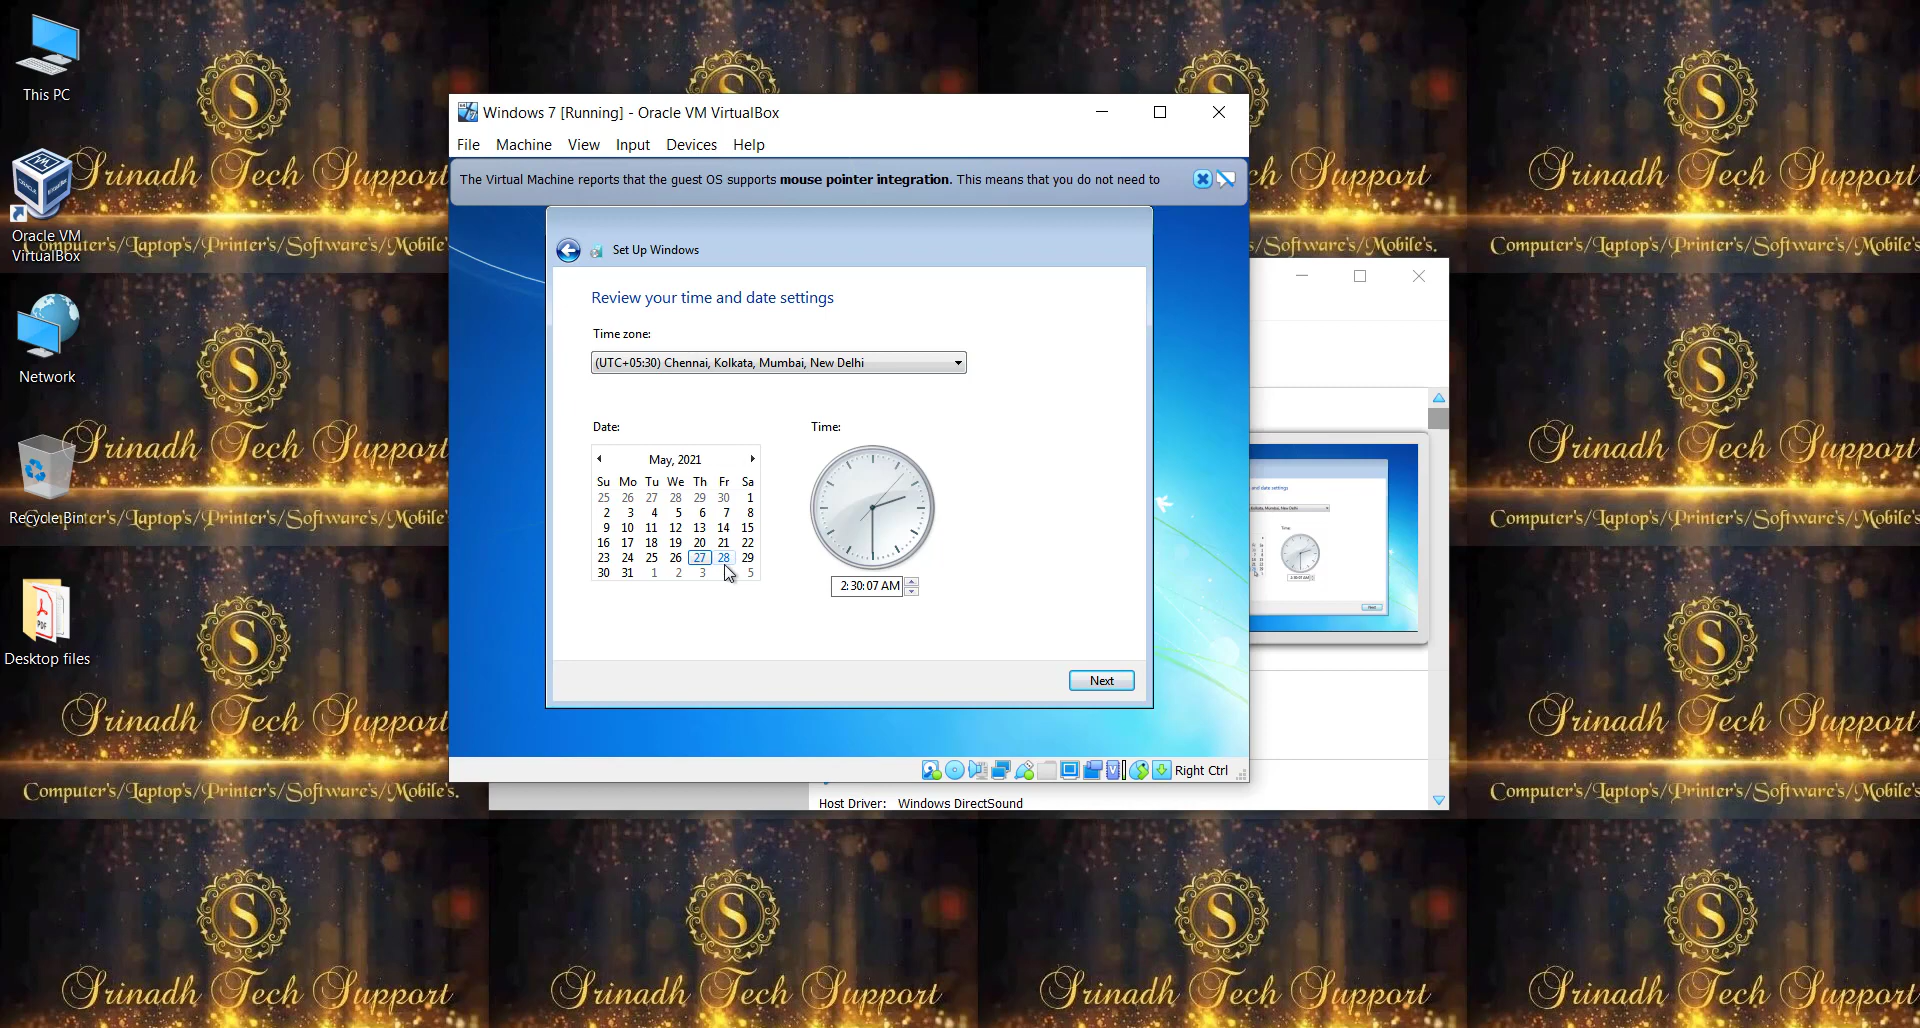 This PC
Oracle VM
VirtualBox
Network
Recycle Bin
PDF
Desktop files
Windows 7 [Running] - Oracle VM VirtualBox
File Machine View Input Devices Help
The Virtual Machine reports that the guest OS supports mouse pointer integration. This means that you do not need to
Set Up Windows
Review your time and date settings
Time zone:
(UTC+05:30) Chennai, Kolkata, Mumbai, New Delhi
Date:
Time:
May, 2021
Su Mo Tu We Th Fr Sa
25 26 27 28 29 30 1
2 3 4 5 6 7 8
9 10 11 12 13 14 15
16 17 18 19 20 21 22
23 24 25 26 27 28 29
30 31 1 2 3 5
2:30:07 AM
Next
Right Ctrl
Host Driver: Windows DirectSound
S
Srinadh Tech Support
Computer's/Laptop's/Printer's/Software's/Mobile's.